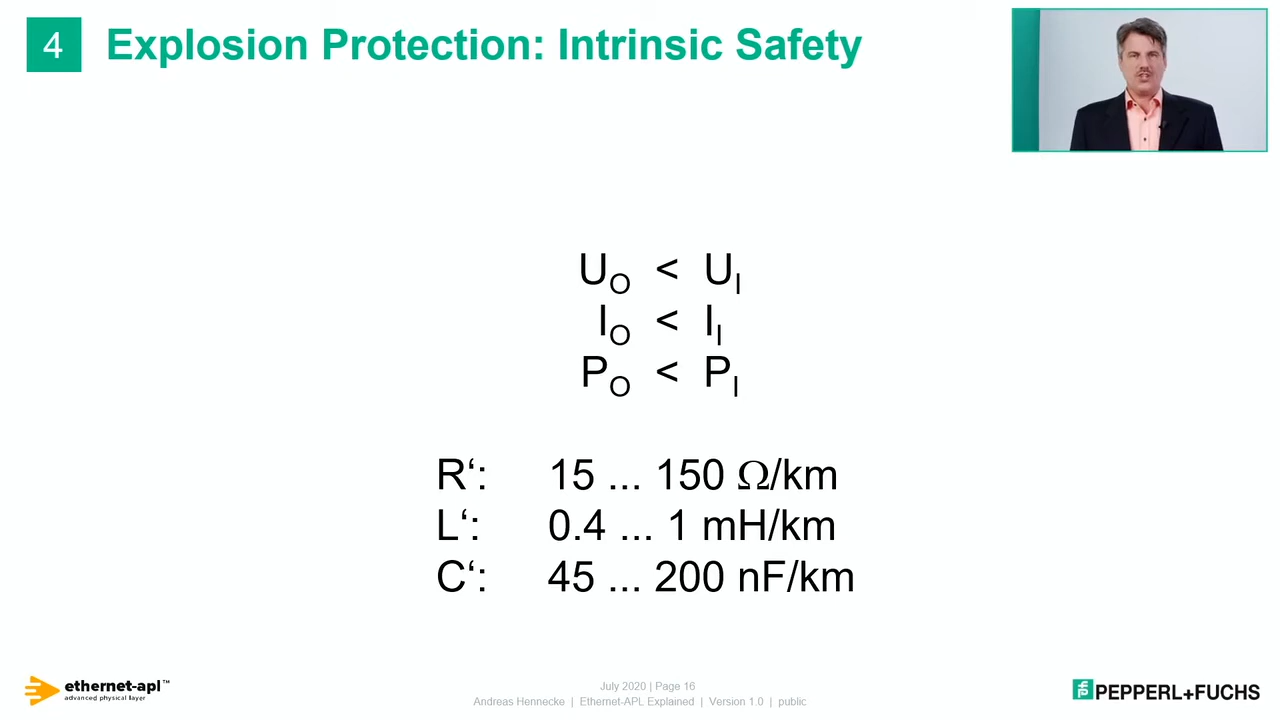 4 Explosion Protection: Intrinsic Safety
UO < UI
IO < II
PO < PI
R‘: 15 ... 150 Ω/km
L‘: 0.4 ... 1 mH/km
C‘: 45 ... 200 nF/km
ethernet-apl™
advanced physical layer
July 2020 | Page 16
Andreas Hennecke | Ethernet-APL Explained | Version 1.0 | public
PEPPERL+FUCHS